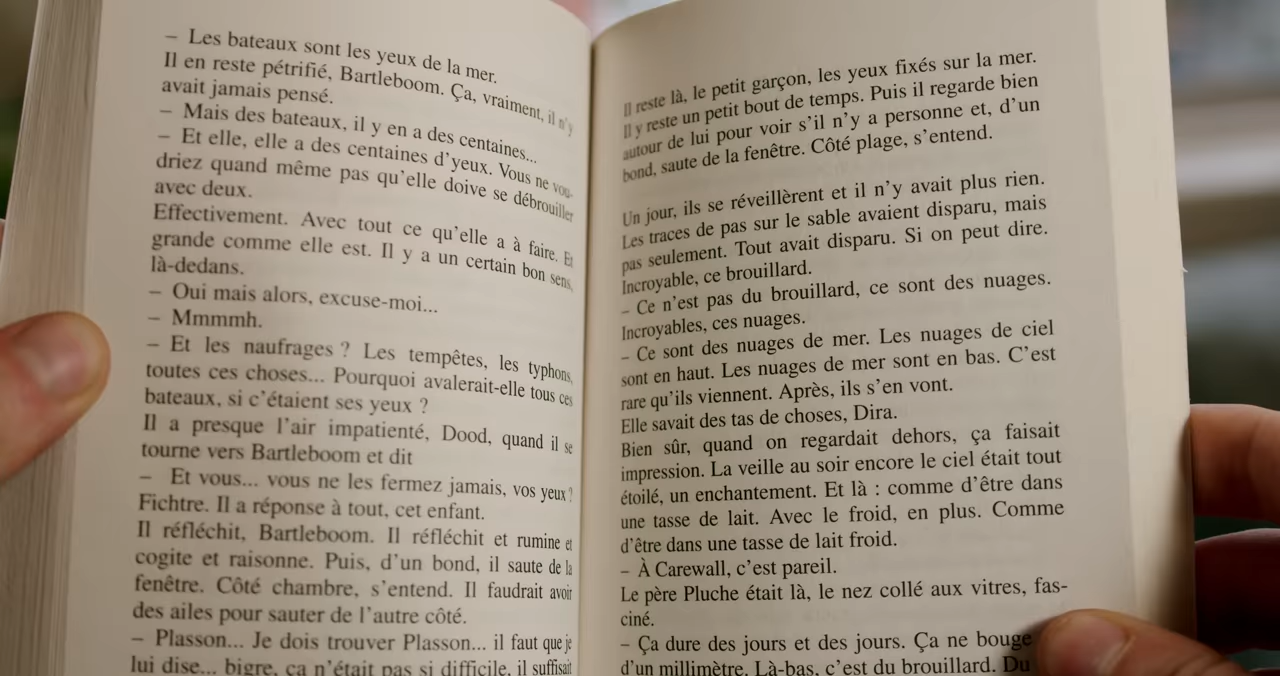 – Les bateaux sont les yeux de la mer.
Il en reste pétrifié, Bartleboom. Ça, vraiment, il n'y
avait jamais pensé.
– Mais des bateaux, il y en a des centaines...
– Et elle, elle a des centaines d'yeux. Vous ne vou-
driez quand même pas qu'elle doive se débrouiller
avec deux.
Effectivement. Avec tout ce qu'elle a à faire. Et
grande comme elle est. Il y a un certain bon sens,
là-dedans.
– Oui mais alors, excuse-moi...
– Mmmmh.
– Et les naufrages ? Les tempêtes, les typhons,
toutes ces choses... Pourquoi avalerait-elle tous ces
bateaux, si c'étaient ses yeux ?
Il a presque l'air impatienté, Dood, quand il se
tourne vers Bartleboom et dit
– Et vous... vous ne les fermez jamais, vos yeux ?
Fichtre. Il a réponse à tout, cet enfant.
Il réfléchit, Bartleboom. Il réfléchit et rumine et
cogite et raisonne. Puis, d'un bond, il saute de la
fenêtre. Côté chambre, s'entend. Il faudrait avoir
des ailes pour sauter de l'autre côté.
– Plasson... Je dois trouver Plasson... il faut que je
lui dise... bigre, ça n'était pas si difficile, il suffisait
Il reste là, le petit garçon, les yeux fixés sur la mer.
Il y reste un petit bout de temps. Puis il regarde bien
autour de lui pour voir s'il n'y a personne et, d'un
bond, saute de la fenêtre. Côté plage, s'entend.
Un jour, ils se réveillèrent et il n'y avait plus rien.
Les traces de pas sur le sable avaient disparu, mais
pas seulement. Tout avait disparu. Si on peut dire.
Incroyable, ce brouillard.
– Ce n'est pas du brouillard, ce sont des nuages.
Incroyables, ces nuages.
– Ce sont des nuages de mer. Les nuages de ciel
sont en haut. Les nuages de mer sont en bas. C'est
rare qu'ils viennent. Après, ils s'en vont.
Elle savait des tas de choses, Dira.
Bien sûr, quand on regardait dehors, ça faisait
impression. La veille au soir encore le ciel était tout
étoilé, un enchantement. Et là : comme d'être dans
une tasse de lait. Avec le froid, en plus. Comme
d'être dans une tasse de lait froid.
– À Carewall, c'est pareil.
Le père Pluche était là, le nez collé aux vitres, fas-
ciné.
– Ça dure des jours et des jours. Ça ne bouge
d'un millimètre. Là-bas, c'est du brouillard. Du